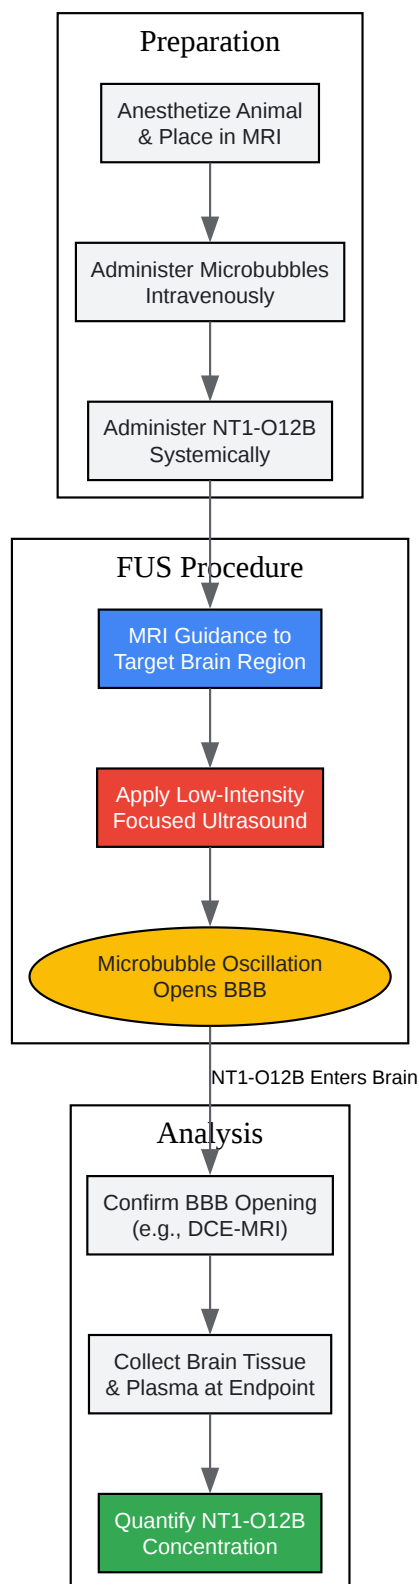 Preparation
Anesthetize Animal
& Place in MRI
Administer Microbubbles
Intravenously
Administer NT1-O12B
Systemically
FUS Procedure
MRI Guidance to
Target Brain Region
Apply Low-Intensity
Focused Ultrasound
Microbubble Oscillation
Opens BBB
NT1-O12B Enters Brain
Analysis
Confirm BBB Opening
(e.g., DCE-MRI)
Collect Brain Tissue
& Plasma at Endpoint
Quantify NT1-O12B
Concentration